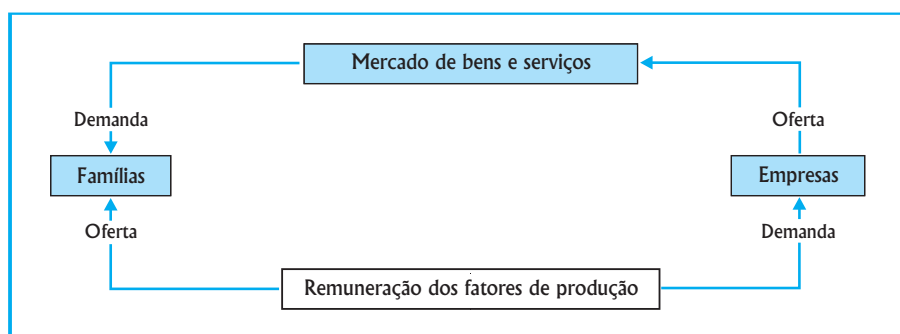 Mercado de bens e serviços
Demanda
Oferta
Famílias
Empresas
Oferta
Demanda
Remuneração dos fatores de produção